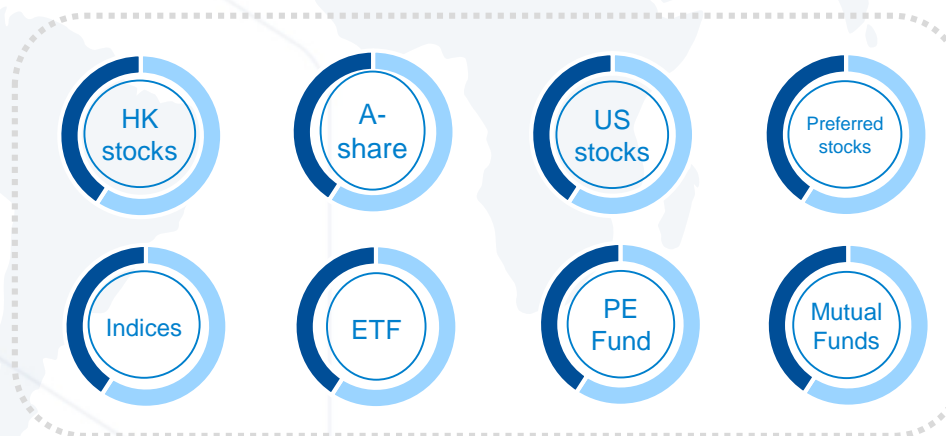 HK
stocks
A-
share
US
stocks
Preferred
stocks
Indices
ETF
PE
Fund
Mutual
Funds